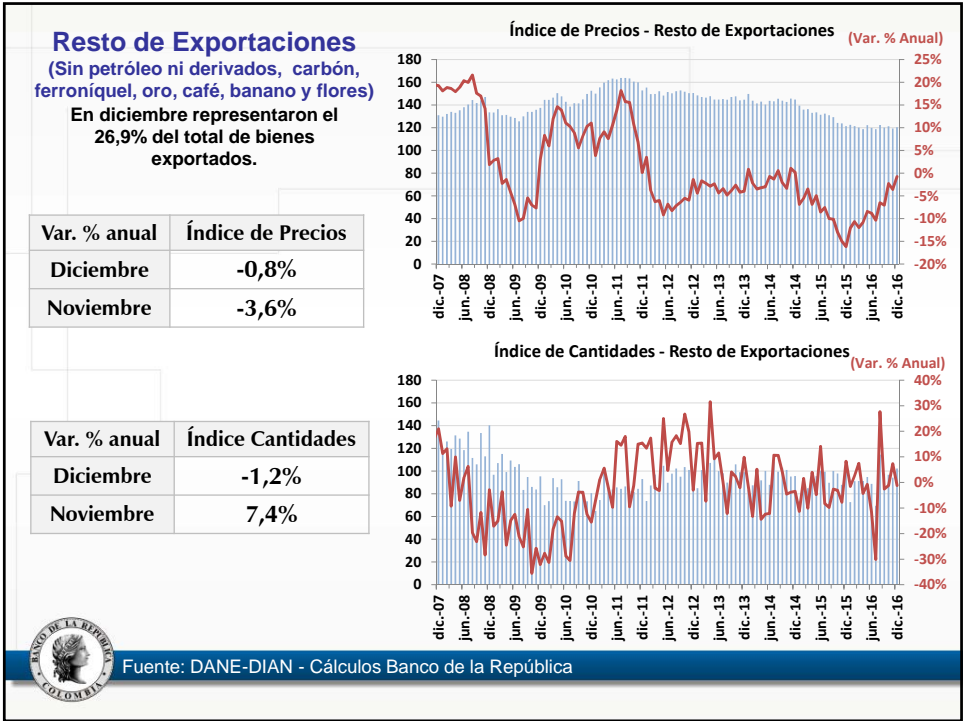 Resto de Exportaciones
(Sin petróleo ni derivados, carbón,
ferroníquel, oro, café, banano y flores)
En diciembre representaron el
26,9% del total de bienes
exportados.
Var. % anual Índice de Precios
Diciembre -0,8%
Noviembre -3,6%
Var. % anual Índice Cantidades
Diciembre -1,2%
Noviembre 7,4%
Índice de Precios - Resto de Exportaciones
(Var. % Anual)
180
160
140
120
100
80
60
40
20
0
25%
20%
15%
10%
5%
0%
-5%
-10%
-15%
-20%
dic.-07
jun.-08
dic.-08
jun.-09
dic.-09
jun.-10
dic.-10
jun.-11
dic.-11
jun.-12
dic.-12
jun.-13
dic.-13
jun.-14
dic.-14
jun.-15
dic.-15
jun.-16
dic.-16
Índice de Cantidades - Resto de Exportaciones
(Var. % Anual)
180
160
140
120
100
80
60
40
20
0
40%
30%
20%
10%
0%
-10%
-20%
-30%
-40%
dic.-07
jun.-08
dic.-08
jun.-09
dic.-09
jun.-10
dic.-10
jun.-11
dic.-11
jun.-12
dic.-12
jun.-13
dic.-13
jun.-14
dic.-14
jun.-15
dic.-15
jun.-16
dic.-16
BANCO DE LA REPUBLICA
COLOMBIA
Fuente: DANE-DIAN - Cálculos Banco de la República